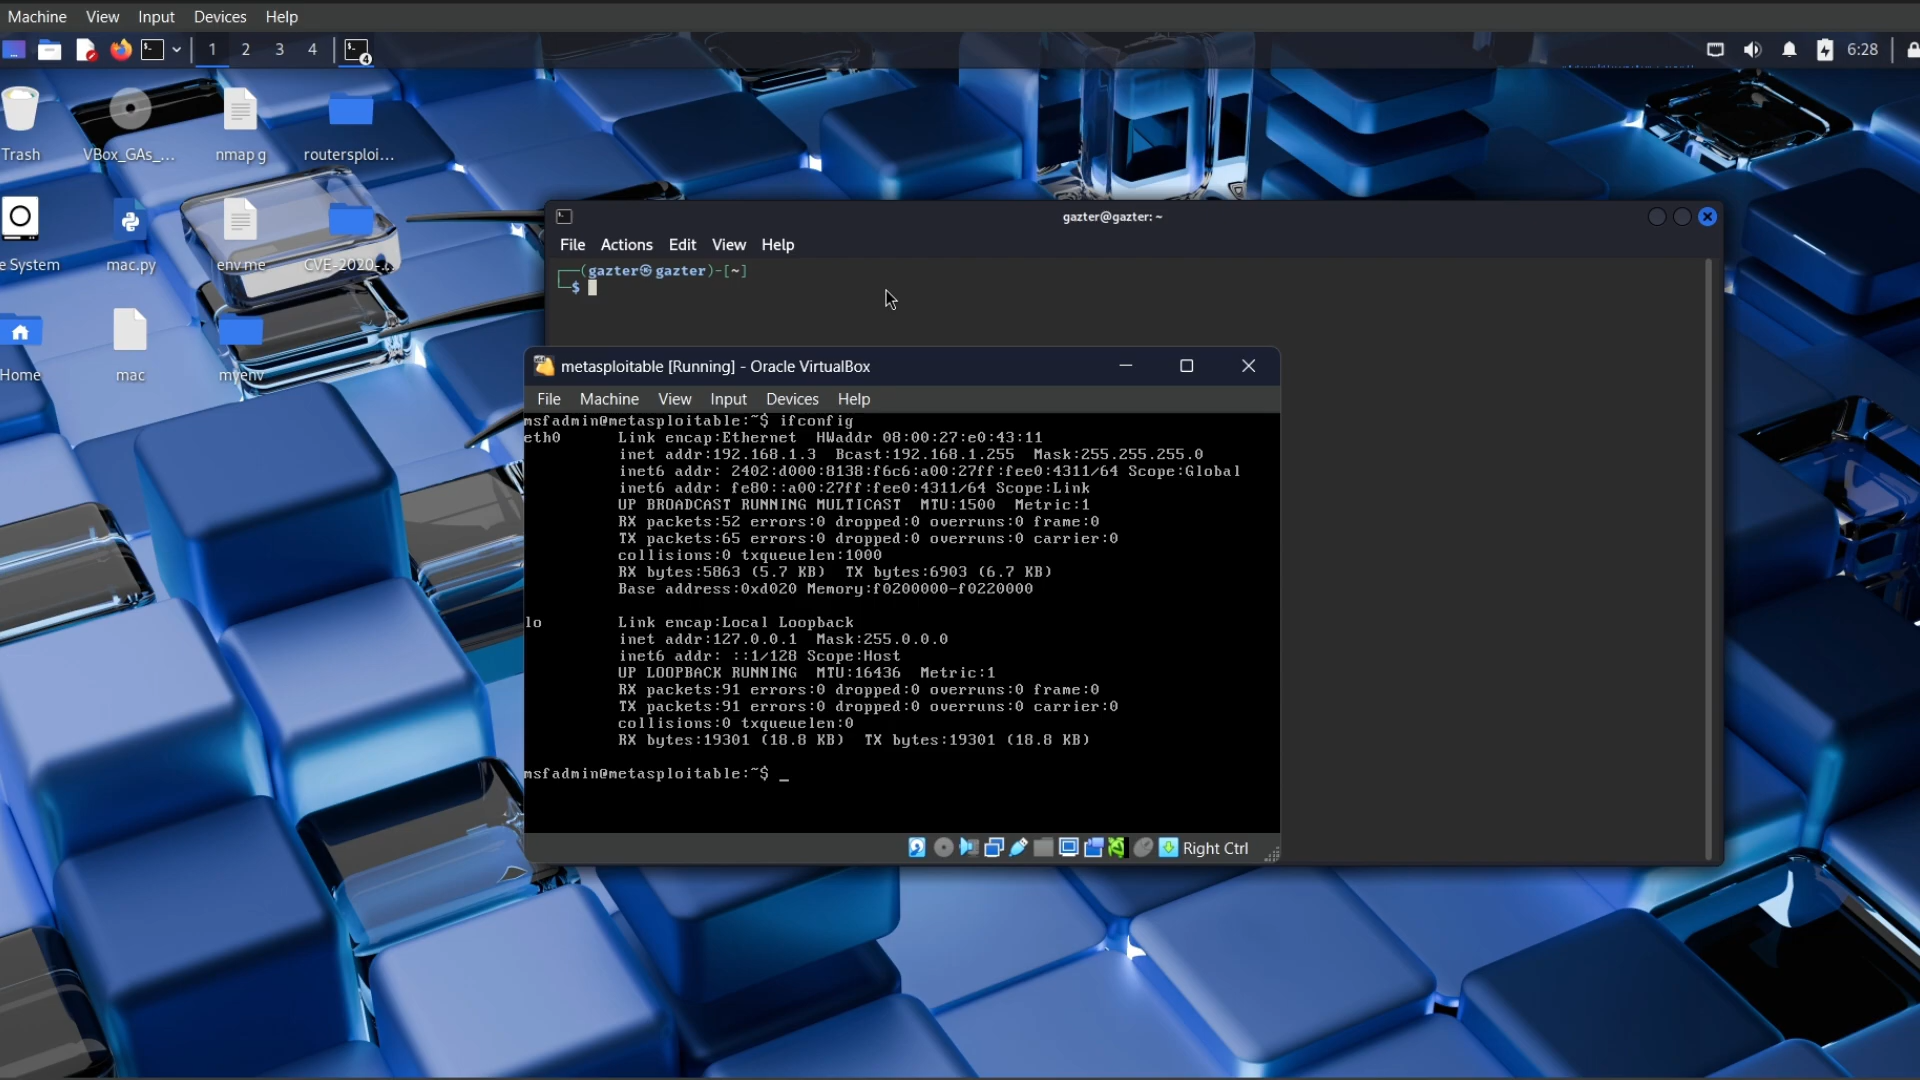 Machine View Input Devices Help
1 2 3 4 4 6:28
Trash VBox_GAs_... nmap g routersploi...
e System mac.py env me CVE-2020-...
Home mac myenv
gazter@gazter: ~
File Actions Edit View Help
┌──(gazter㉿gazter)-[~]
└─$
metasploitable [Running] - Oracle VirtualBox
File Machine View Input Devices Help
msfadmin@metasploitable:~$ ifconfig
eth0 Link encap:Ethernet HWaddr 08:00:27:e0:43:11
inet addr:192.168.1.3 Bcast:192.168.1.255 Mask:255.255.255.0
inet6 addr: 2402:d000:8138:f6c6:a00:27ff:fee0:4311/64 Scope:Global
inet6 addr: fe80::a00:27ff:fee0:4311/64 Scope:Link
UP BROADCAST RUNNING MULTICAST MTU:1500 Metric:1
RX packets:52 errors:0 dropped:0 overruns:0 frame:0
TX packets:65 errors:0 dropped:0 overruns:0 carrier:0
collisions:0 txqueuelen:1000
RX bytes:5863 (5.7 KB) TX bytes:6903 (6.7 KB)
Base address:0xd020 Memory:f0200000-f0220000
lo Link encap:Local Loopback
inet addr:127.0.0.1 Mask:255.0.0.0
inet6 addr: ::1/128 Scope:Host
UP LOOPBACK RUNNING MTU:16436 Metric:1
RX packets:91 errors:0 dropped:0 overruns:0 frame:0
TX packets:91 errors:0 dropped:0 overruns:0 carrier:0
collisions:0 txqueuelen:0
RX bytes:19301 (18.8 KB) TX bytes:19301 (18.8 KB)
msfadmin@metasploitable:~$ _
Right Ctrl